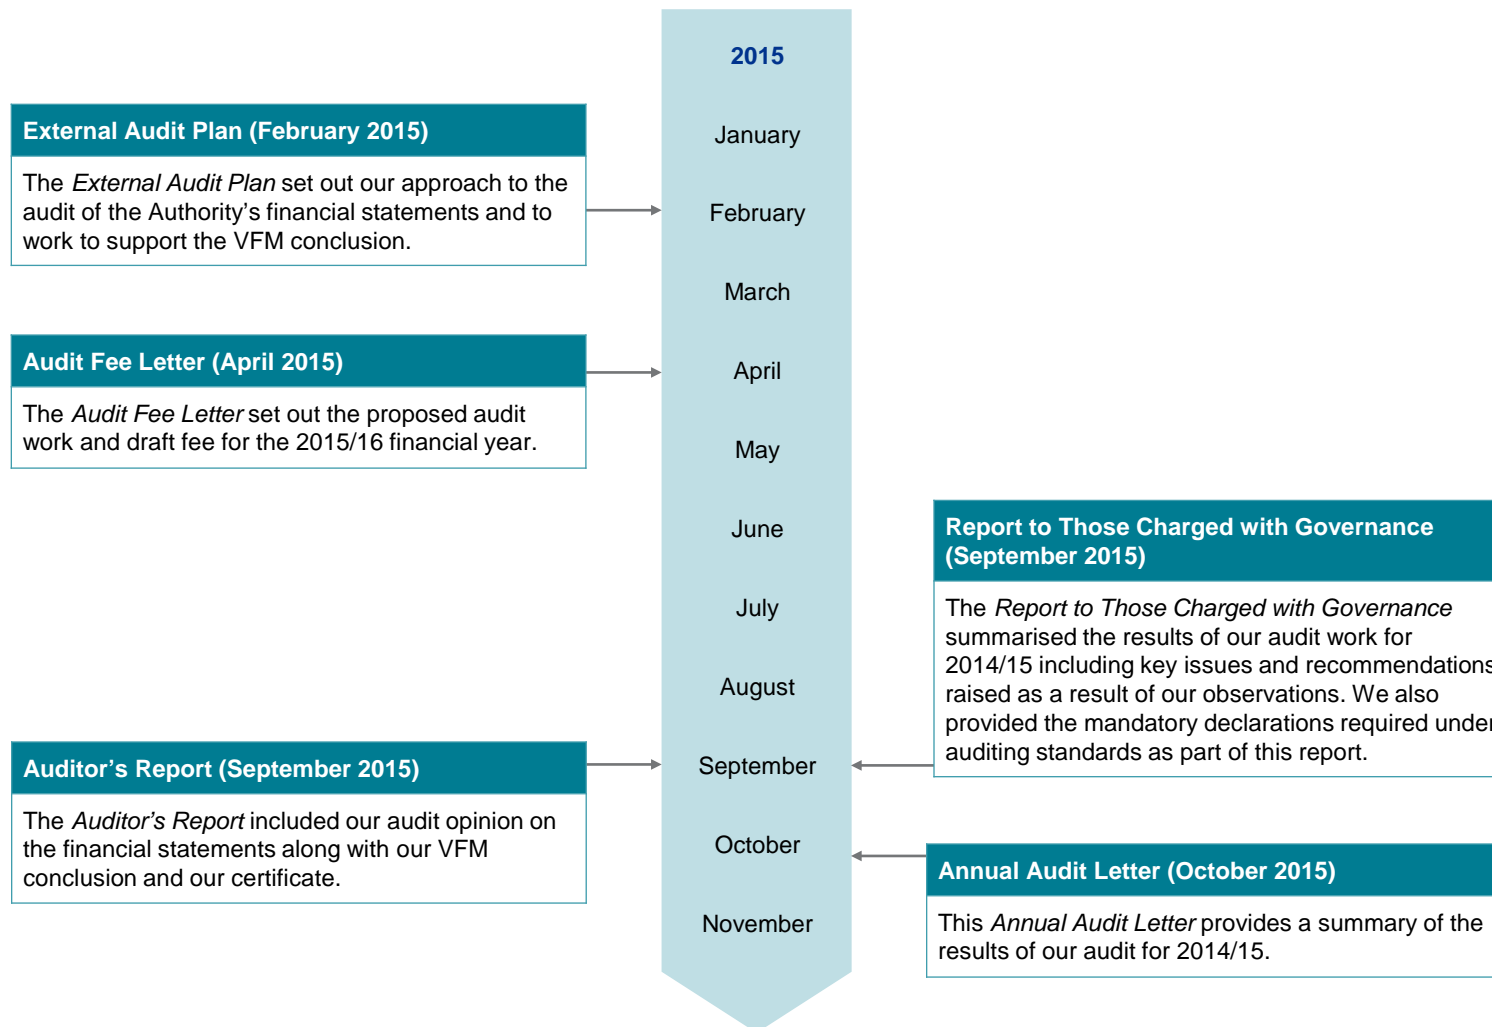 2015
External Audit Plan (February 2015)
The External Audit Plan set out our approach to the
audit of the Authority's financial statements and to
work to support the VFM conclusion.
Audit Fee Letter (April 2015)
The Audit Fee Letter set out the proposed audit
work and draft fee for the 2015/16 financial year.
Auditor's Report (September 2015)
The Auditor's Report included our audit opinion on
the financial statements along with our VFM
conclusion and our certificate.
January
February
March
April
May
June
July
August
September
October
November
Report to Those Charged with Governance
(September 2015)
The Report to Those Charged with Governance
summarised the results of our audit work for
2014/15 including key issues and recommendations
raised as a result of our observations. We also
provided the mandatory declarations required under
auditing standards as part of this report.
Annual Audit Letter (October 2015)
This Annual Audit Letter provides a summary of the
results of our audit for 2014/15.